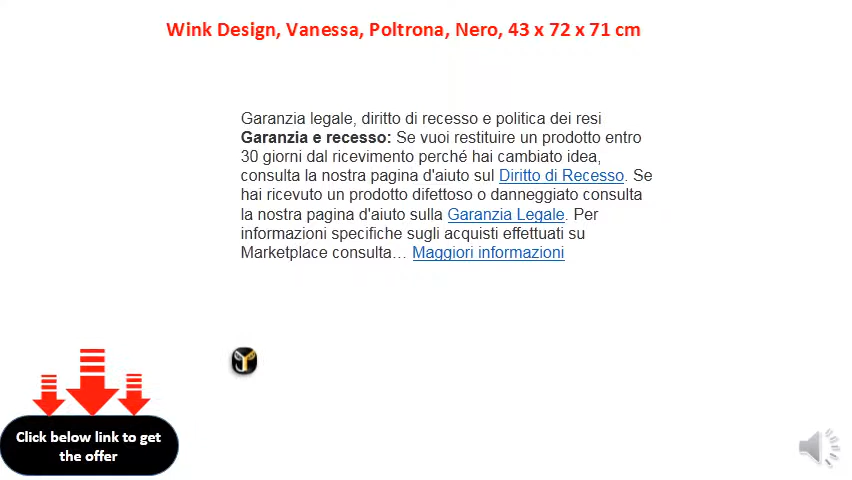 Wink Design, Vanessa, Poltrona, Nero, 43 x 72 x 71 cm
Garanzia legale, diritto di recesso e politica dei resi
Garanzia e recesso: Se vuoi restituire un prodotto entro
30 giorni dal ricevimento perché hai cambiato idea,
consulta la nostra pagina d'aiuto sul Diritto di Recesso. Se
hai ricevuto un prodotto difettoso o danneggiato consulta
la nostra pagina d'aiuto sulla Garanzia Legale. Per
informazioni specifiche sugli acquisti effettuati su
Marketplace consulta… Maggiori informazioni
Click below link to get
the offer